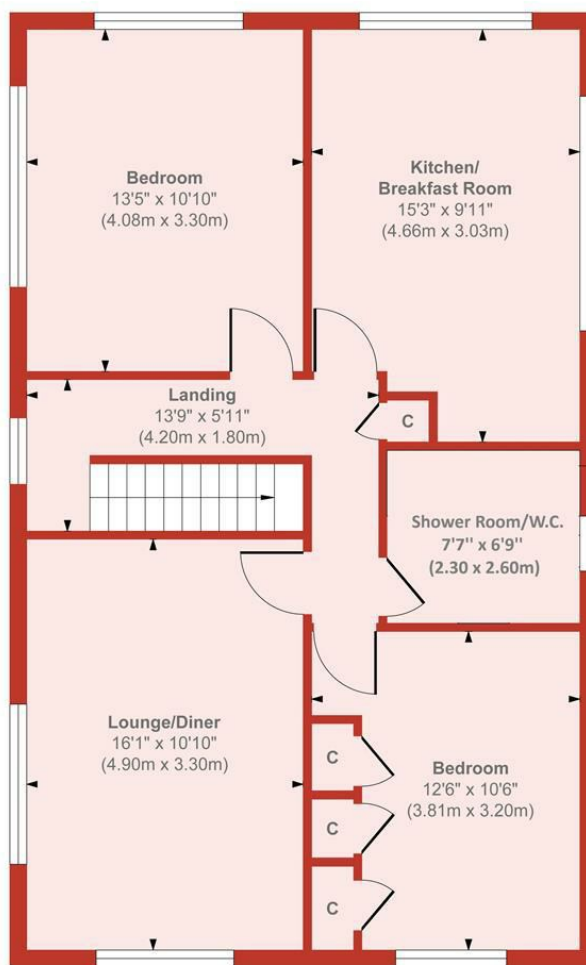 Bedroom
13'5" x 10'10"
(4.08m x 3.30m)
Kitchen/
Breakfast Room
15'3" x 9'11"
(4.66m x 3.03m)
Landing
13'9" x 5'11"
(4.20m x 1.80m)
C
Shower Room/W.C.
7'7'' x 6'9''
(2.30 x 2.60m)
Lounge/Diner
16'1" x 10'10"
(4.90m x 3.30m)
C
Bedroom
12'6" x 10'6"
(3.81m x 3.20m)
C
C